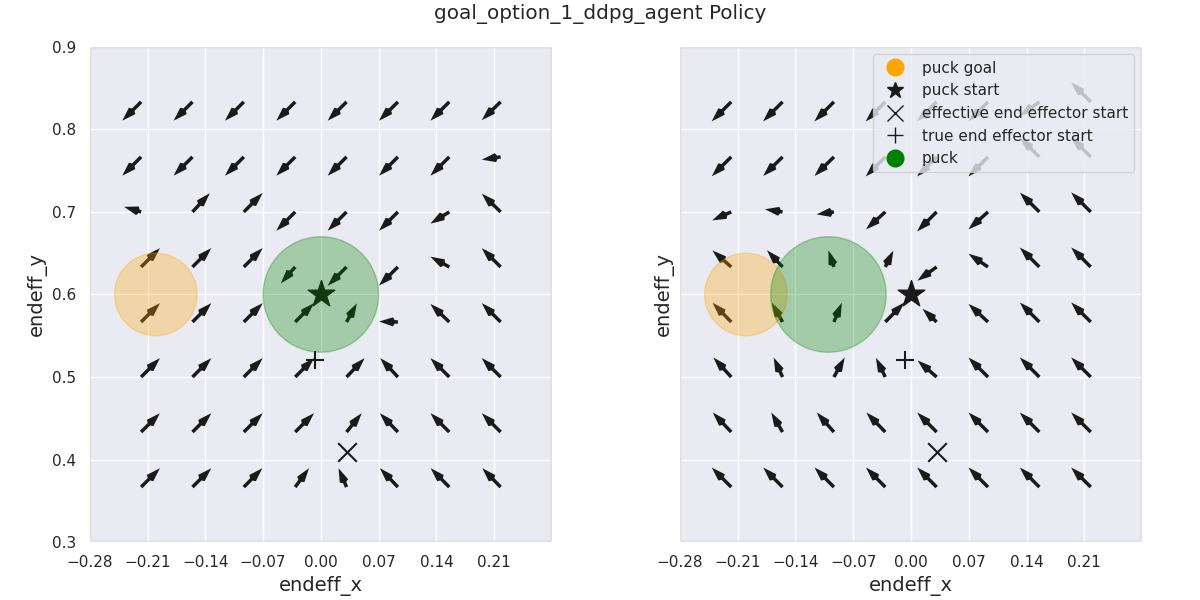 goal_option_1_ddpg_agent Policy
0.9
0.8
0.7
0.6
0.5
0.4
0.3
endeff_y
−0.28 −0.21 −0.14 −0.07 0.00 0.07 0.14 0.21
endeff_x
puck goal
puck start
effective end effector start
true end effector start
puck
endeff_y
−0.28 −0.21 −0.14 −0.07 0.00 0.07 0.14 0.21
endeff_x